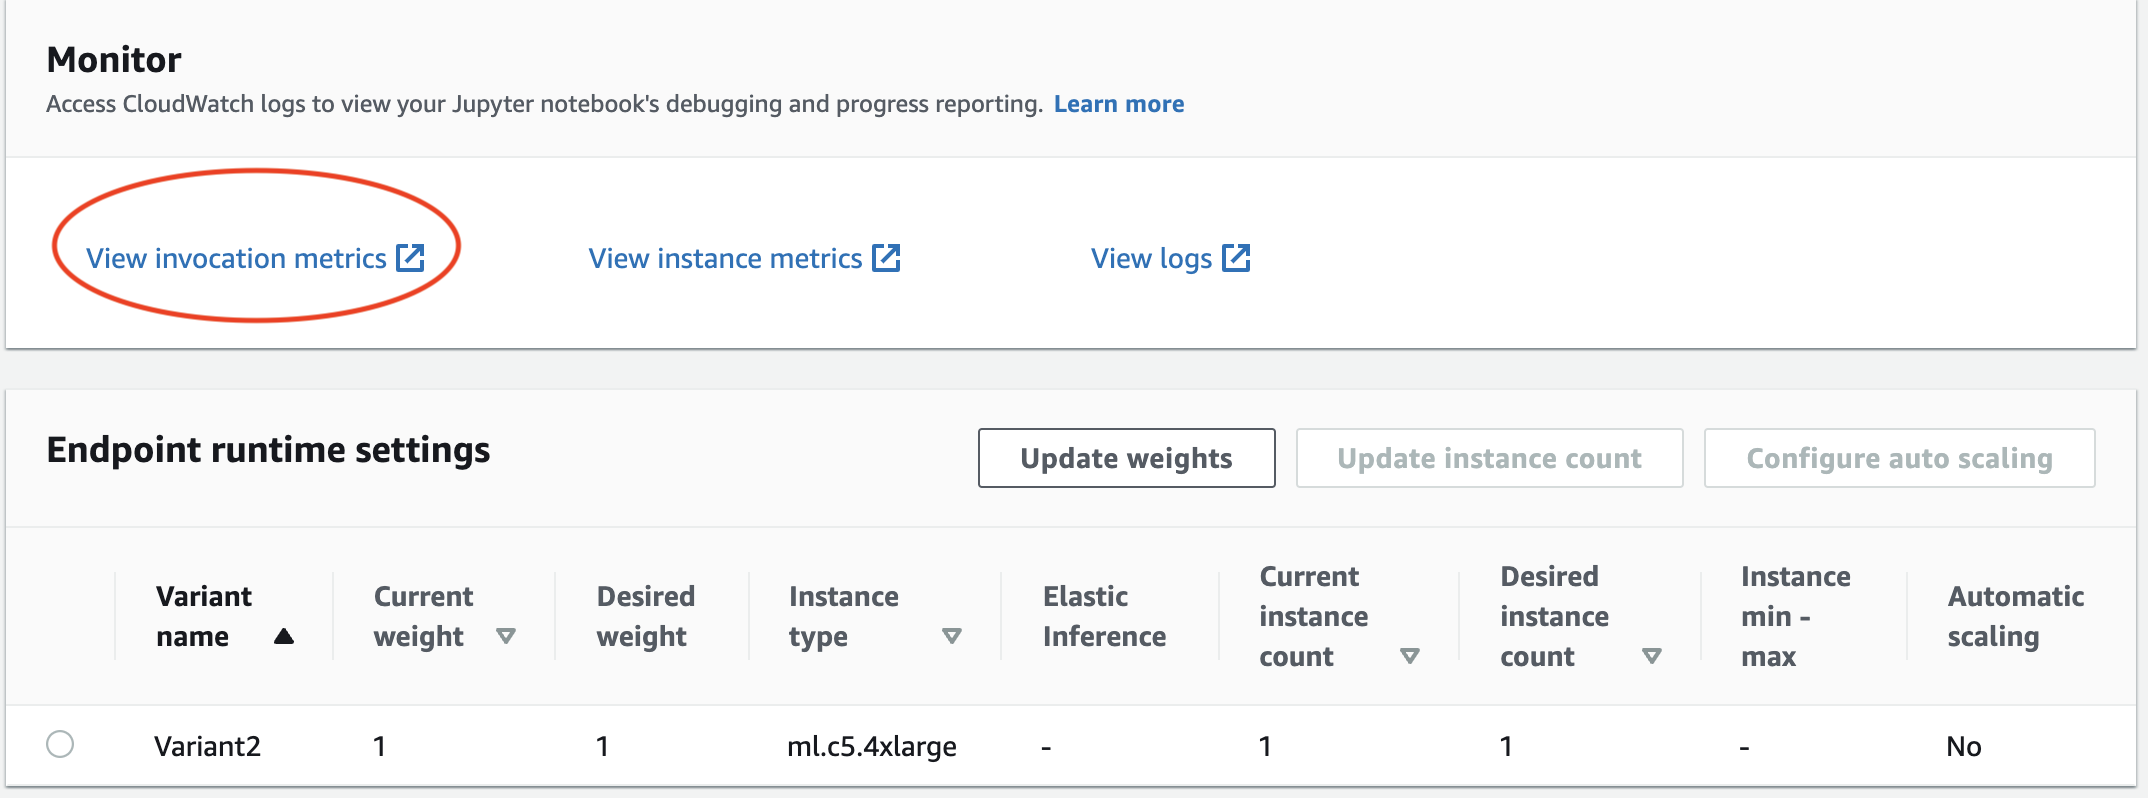 Monitor
Access CloudWatch logs to view your Jupyter notebook's debugging and progress reporting. Learn more
View invocation metrics View instance metrics View logs
Endpoint runtime settings Update weights Update instance count Configure auto scaling
Variant name Current weight Desired weight Instance type Elastic Inference Current instance count Desired instance count Instance min - max Automatic scaling
Variant2 1 1 ml.c5.4xlarge - 1 1 - No